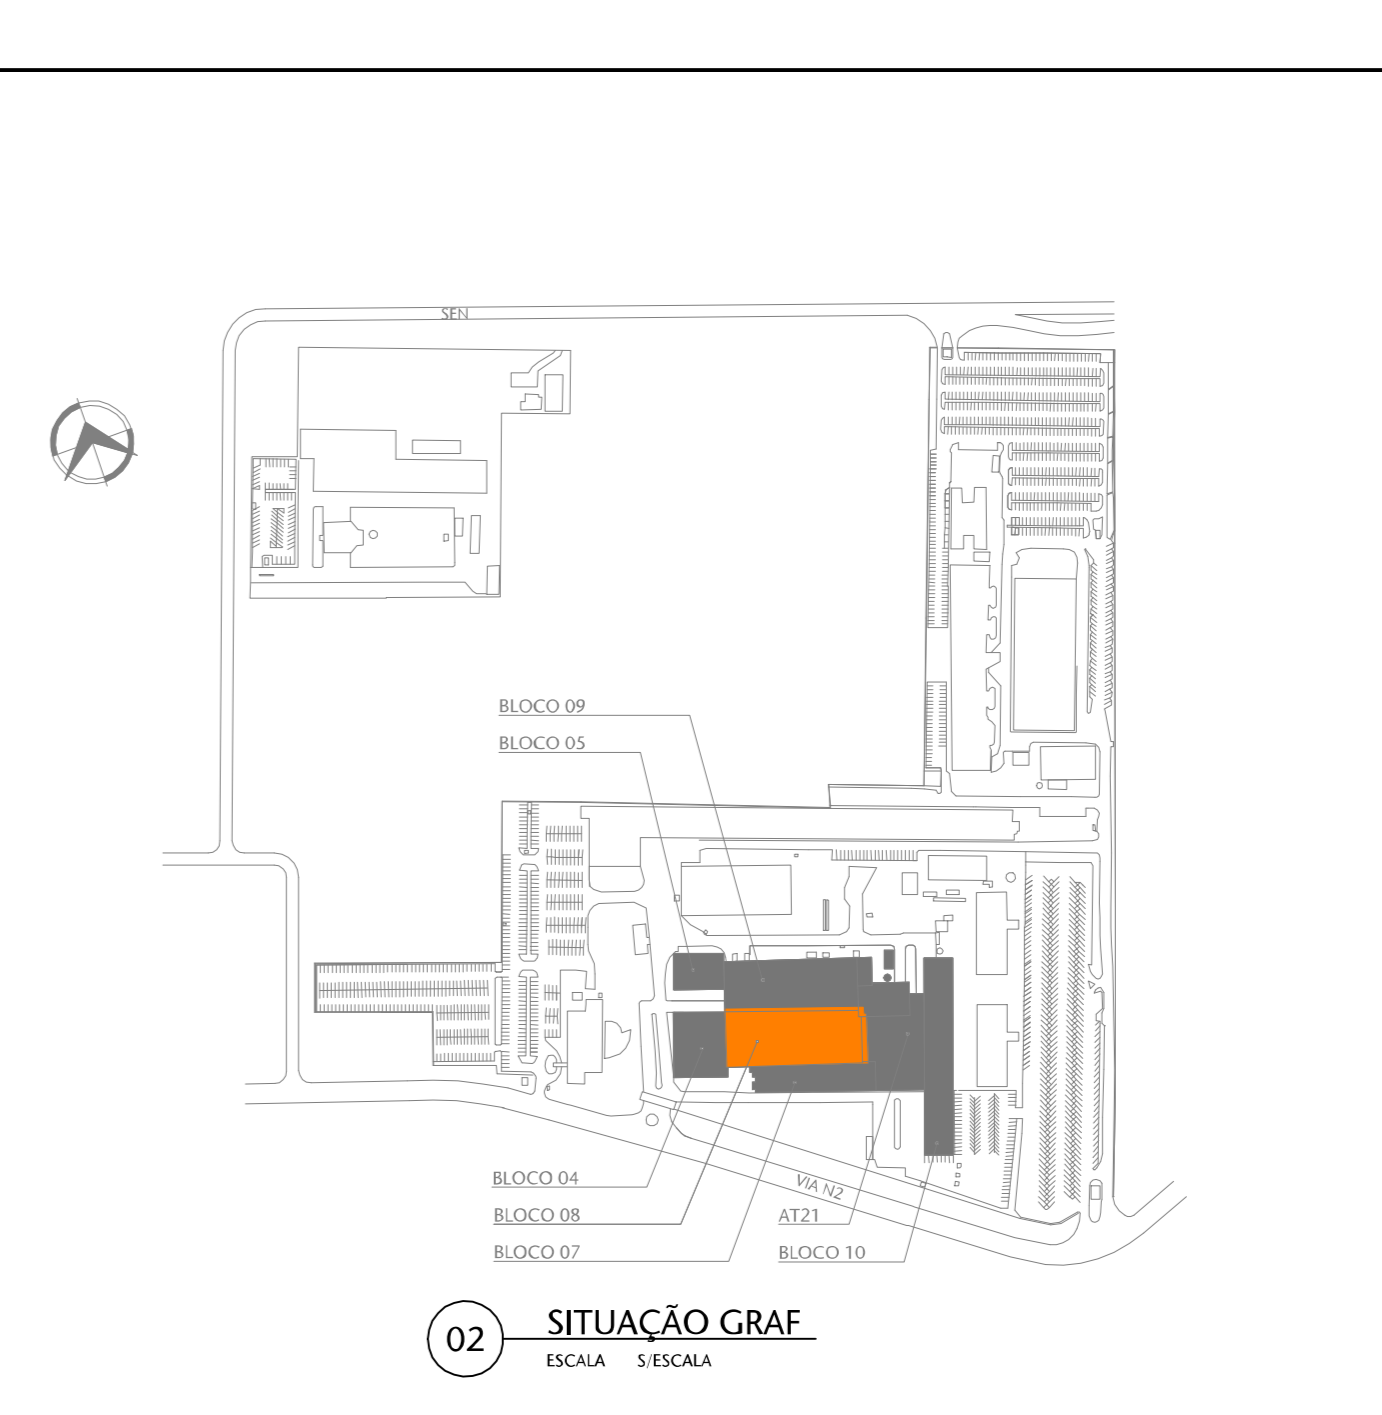 SEN
BLOCO 09
BLOCO 05
BLOCO 04
VIA N2
BLOCO 08
AT21
BLOCO 07
BLOCO 10
02
SITUAÇÃO GRAF
ESCALA S/ESCALA